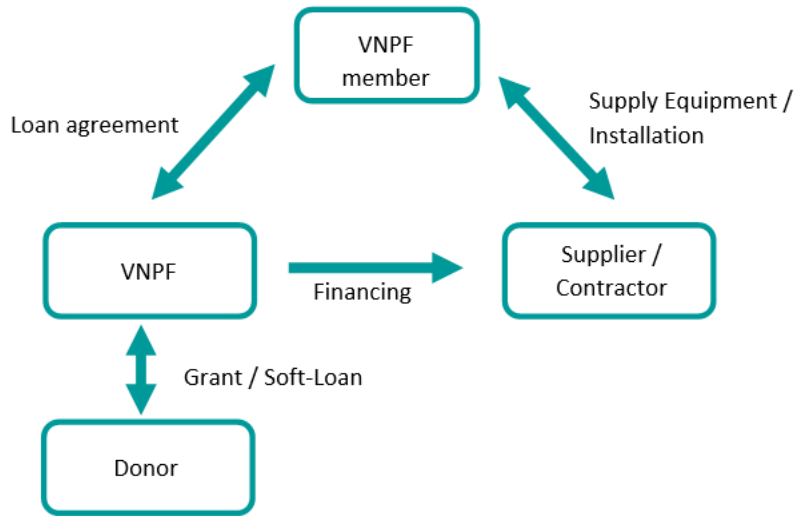 VNPF
member
Loan agreement
Supply Equipment /
Installation
VNPF
Financing
Supplier /
Contractor
Grant / Soft-Loan
Donor